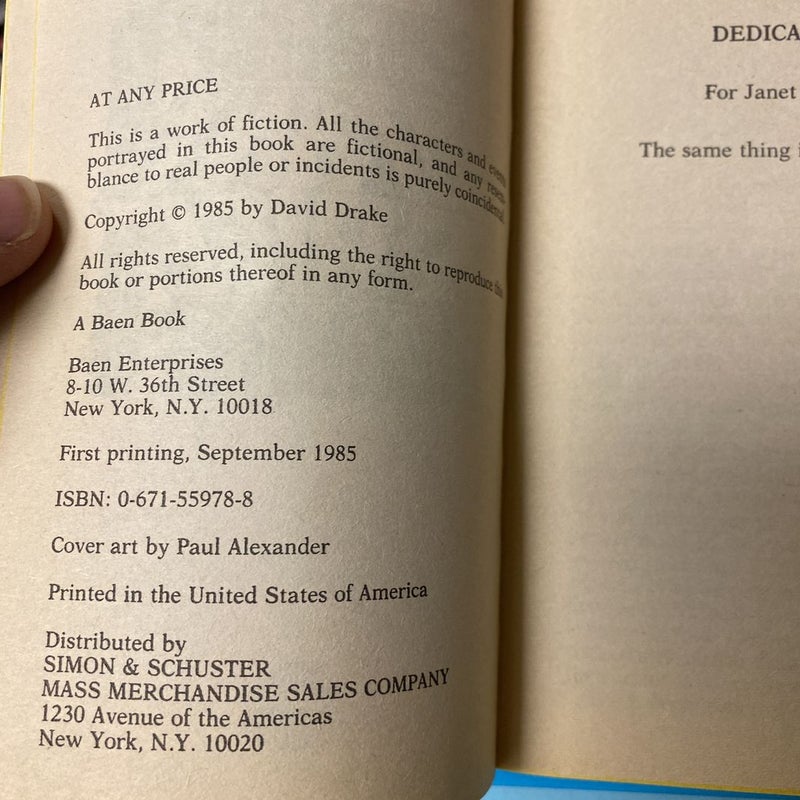 AT ANY PRICE
This is a work of fiction. All the characters and events
portrayed in this book are fictional, and any resem-
blance to real people or incidents is purely coincidental.
Copyright © 1985 by David Drake
All rights reserved, including the right to reproduce this
book or portions thereof in any form.
A Baen Book
Baen Enterprises
8-10 W. 36th Street
New York, N.Y. 10018
First printing, September 1985
ISBN: 0-671-55978-8
Cover art by Paul Alexander
Printed in the United States of America
Distributed by
SIMON & SCHUSTER
MASS MERCHANDISE SALES COMPANY
1230 Avenue of the Americas
New York, N.Y. 10020
DEDICA
For Janet
The same thing i